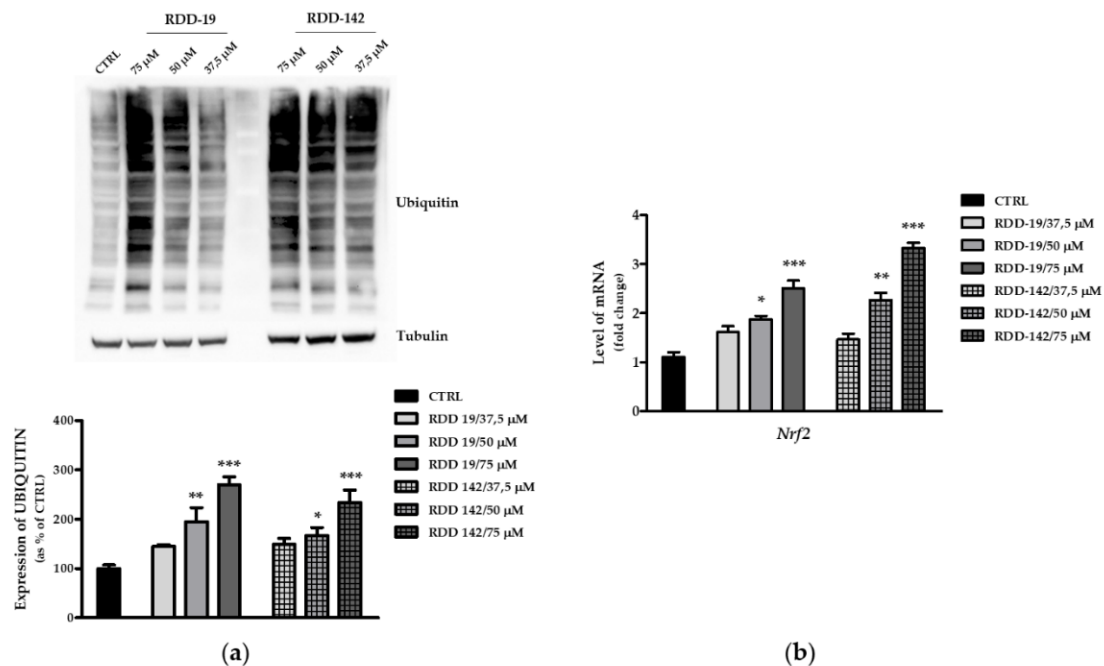 RDD-19 RDD-142
CTRL 75 µM 50 µM 37,5 µM 75 µM 50 µM 37,5 µM
Ubiquitin
Tubulin
Expression of UBIQUITIN
(as % of CTRL)
400
300
200
100
0
** *** * ***
CTRL
RDD 19/37,5 µM
RDD 19/50 µM
RDD 19/75 µM
RDD 142/37,5 µM
RDD 142/50 µM
RDD 142/75 µM
(a)
Level of mRNA
(fold change)
4
3
2
1
0
* *** ** ***
Nrf2
CTRL
RDD-19/37,5 µM
RDD-19/50 µM
RDD-19/75 µM
RDD-142/37,5 µM
RDD-142/50 µM
RDD-142/75 µM
(b)